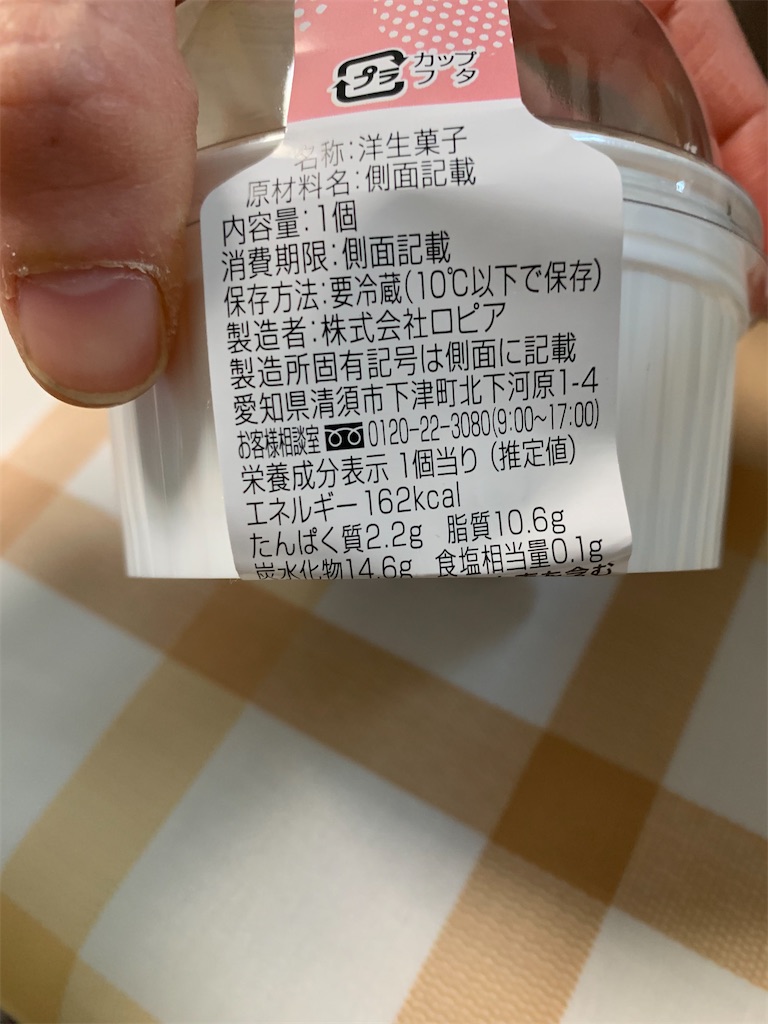 プラ
カップ
フタ
名称:洋生菓子
原材料名:側面記載
内容量:1個
消費期限:側面記載
保存方法:要冷蔵(10℃以下で保存)
製造者:株式会社ロピア
製造所固有記号は側面に記載
愛知県清須市下津町北下河原1-4
お客様相談室 0120-22-3080(9:00~17:00)
栄養成分表示 1個当り (推定値)
エネルギー162kcal
たんぱく質2.2g 脂質10.6g
炭水化物14.6g 食塩相当量0.1g
を含む